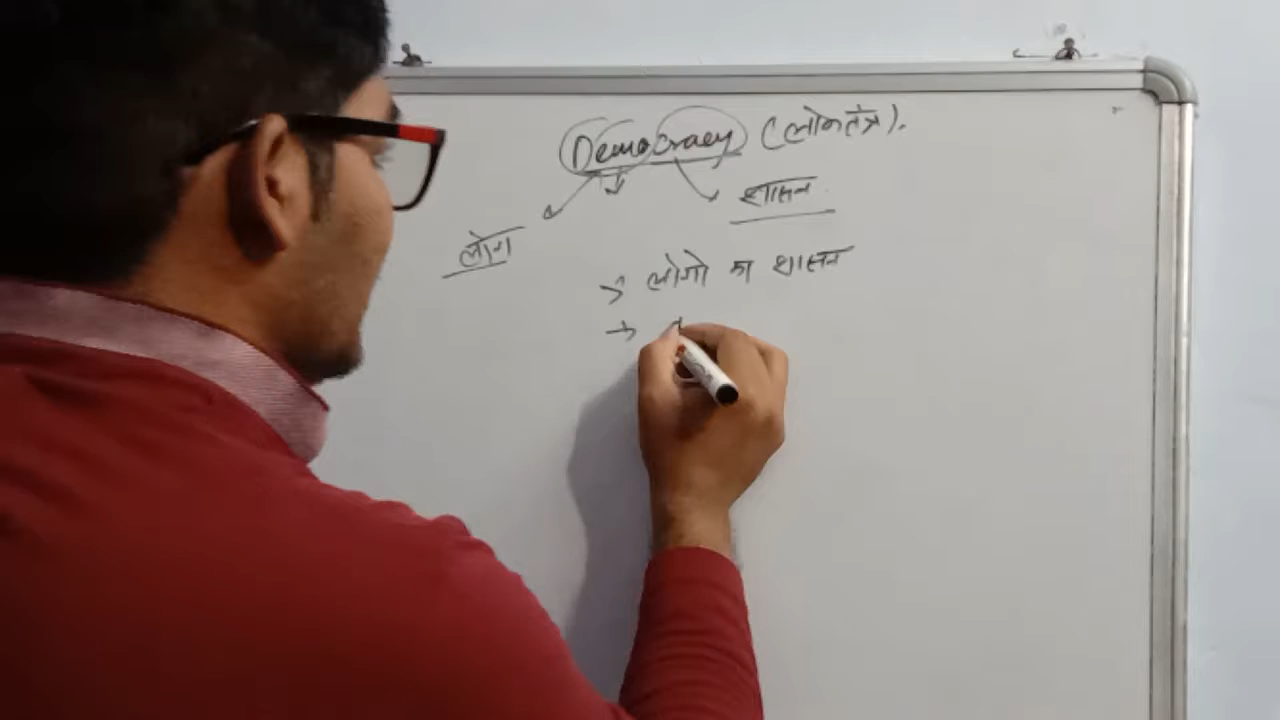 Democracy (लोकतंत्र).
शासन
लोग
→ लोगो का शासन
→